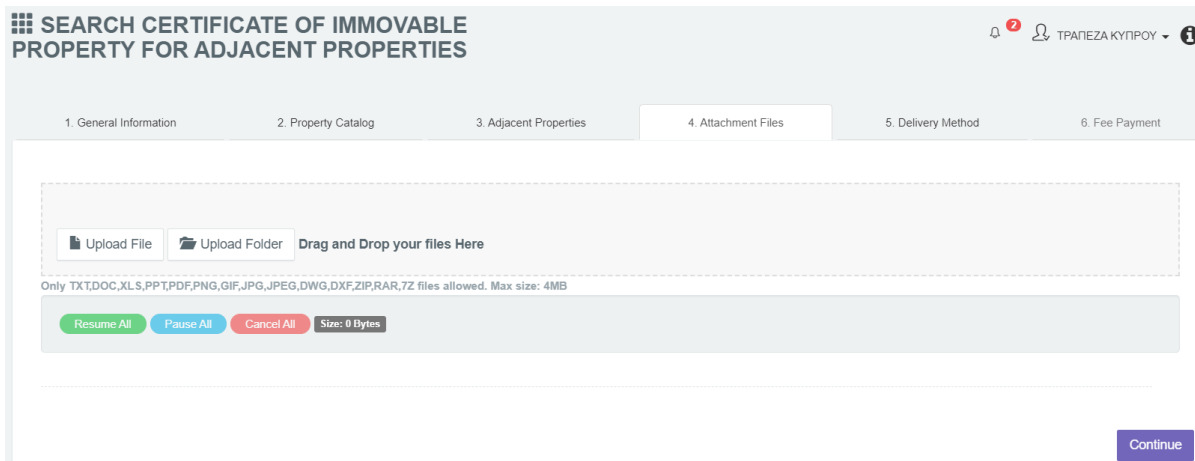 SEARCH CERTIFICATE OF IMMOVABLE
PROPERTY FOR ADJACENT PROPERTIES
2 ΤΡΑΠΕΖΑ ΚΥΠΡΟΥ
1. General Information 2. Property Catalog 3. Adjacent Properties 4. Attachment Files 5. Delivery Method 6. Fee Payment
Upload File Upload Folder Drag and Drop your files Here
Only TXT,DOC,XLS,PPT,PDF,PNG,GIF,JPG,JPEG,DWG,DXF,ZIP,RAR,7Z files allowed. Max size: 4MB
Resume All Pause All Cancel All Size: 0 Bytes
Continue